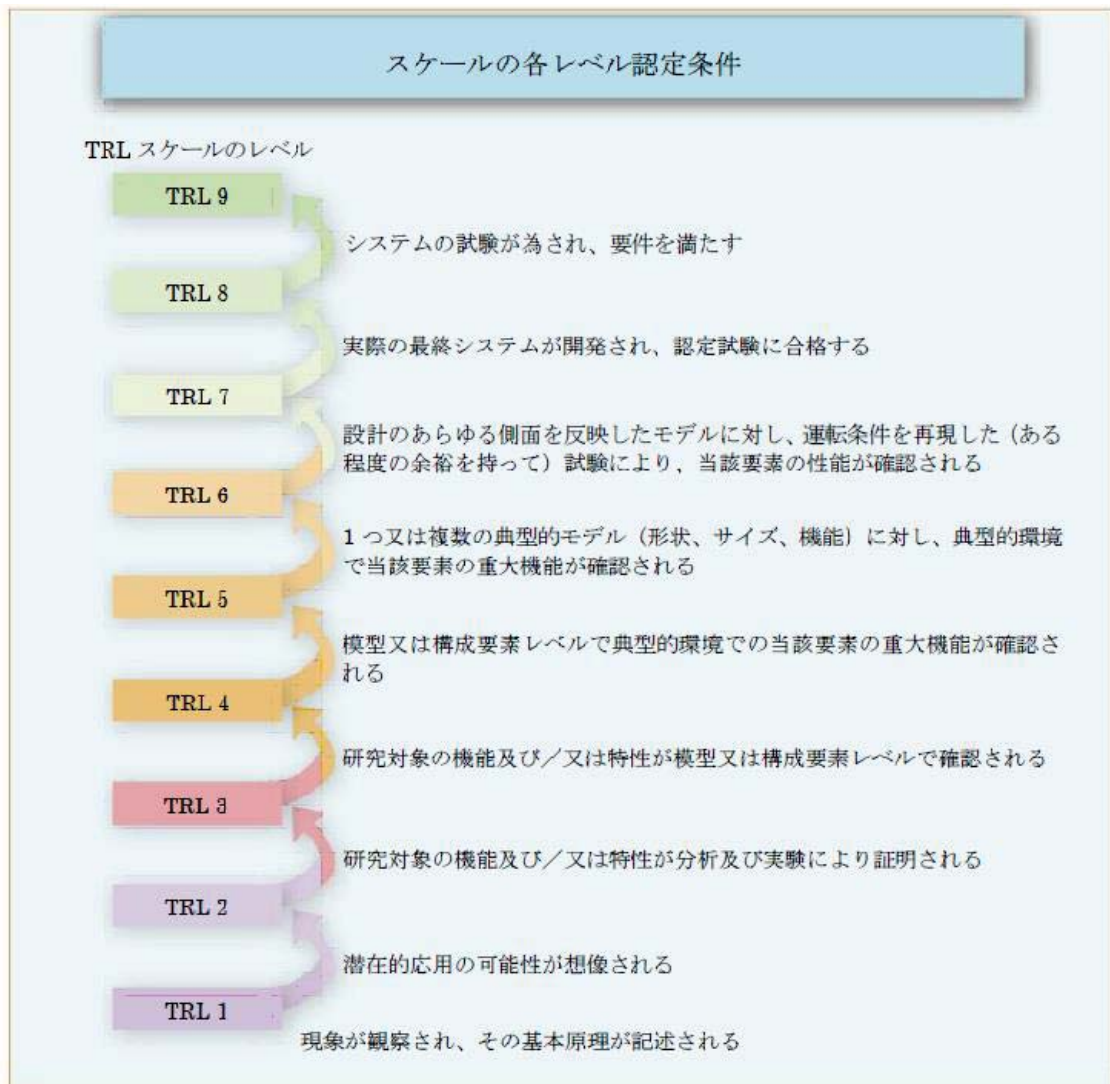 スケールの各レベル認定条件
TRL スケールのレベル
TRL 9
システムの試験が為され、要件を満たす
TRL 8
実際の最終システムが開発され、認定試験に合格する
TRL 7
設計のあらゆる側面を反映したモデルに対し、運転条件を再現した（ある
程度の余裕を持って）試験により、当該要素の性能が確認される
TRL 6
1 つ又は複数の典型的モデル（形状、サイズ、機能）に対し、典型的環境
で当該要素の重大機能が確認される
TRL 5
模型又は構成要素レベルで典型的環境での当該要素の重大機能が確認さ
れる
TRL 4
研究対象の機能及び／又は特性が模型又は構成要素レベルで確認される
TRL 3
研究対象の機能及び／又は特性が分析及び実験により証明される
TRL 2
潜在的応用の可能性が想像される
TRL 1
現象が観察され、その基本原理が記述される